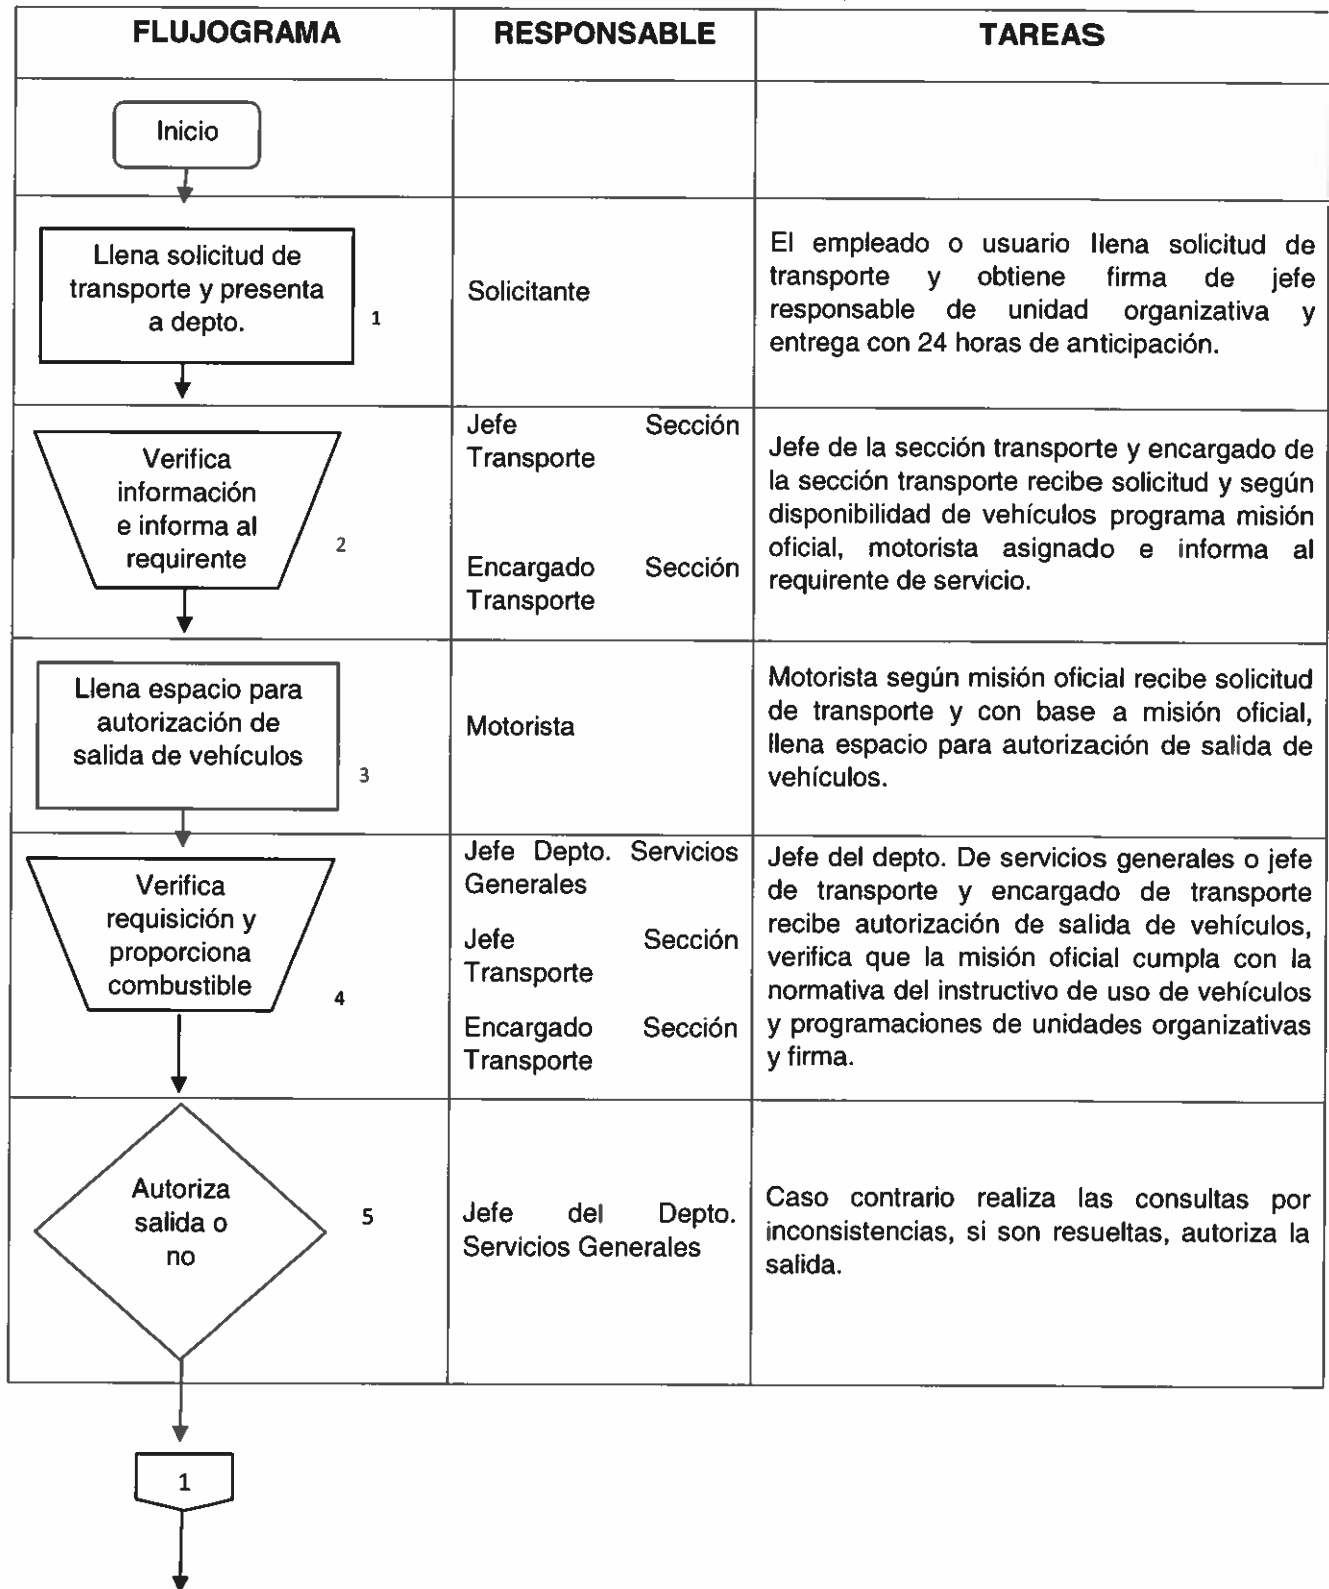 FLUJOGRAMA
RESPONSABLE
TAREAS
Inicio
Llena solicitud de
transporte y presenta
a depto.
1
Solicitante
El empleado o usuario llena solicitud de
transporte y obtiene firma de jefe
responsable de unidad organizativa y
entrega con 24 horas de anticipación.
Verifica
información
e informa al
requirente
2
Jefe Sección
Transporte
Encargado Sección
Transporte
Jefe de la sección transporte y encargado de
la sección transporte recibe solicitud y según
disponibilidad de vehículos programa misión
oficial, motorista asignado e informa al
requirente de servicio.
Llena espacio para
autorización de
salida de vehículos
3
Motorista
Motorista según misión oficial recibe solicitud
de transporte y con base a misión oficial,
llena espacio para autorización de salida de
vehículos.
Verifica
requisición y
proporciona
combustible
4
Jefe Depto. Servicios
Generales
Jefe Sección
Transporte
Encargado Sección
Transporte
Jefe del depto. De servicios generales o jefe
de transporte y encargado de transporte
recibe autorización de salida de vehículos,
verifica que la misión oficial cumpla con la
normativa del instructivo de uso de vehículos
y programaciones de unidades organizativas
y firma.
Autoriza
salida o
no
5
Jefe del Depto.
Servicios Generales
Caso contrario realiza las consultas por
inconsistencias, si son resueltas, autoriza la
salida.
1